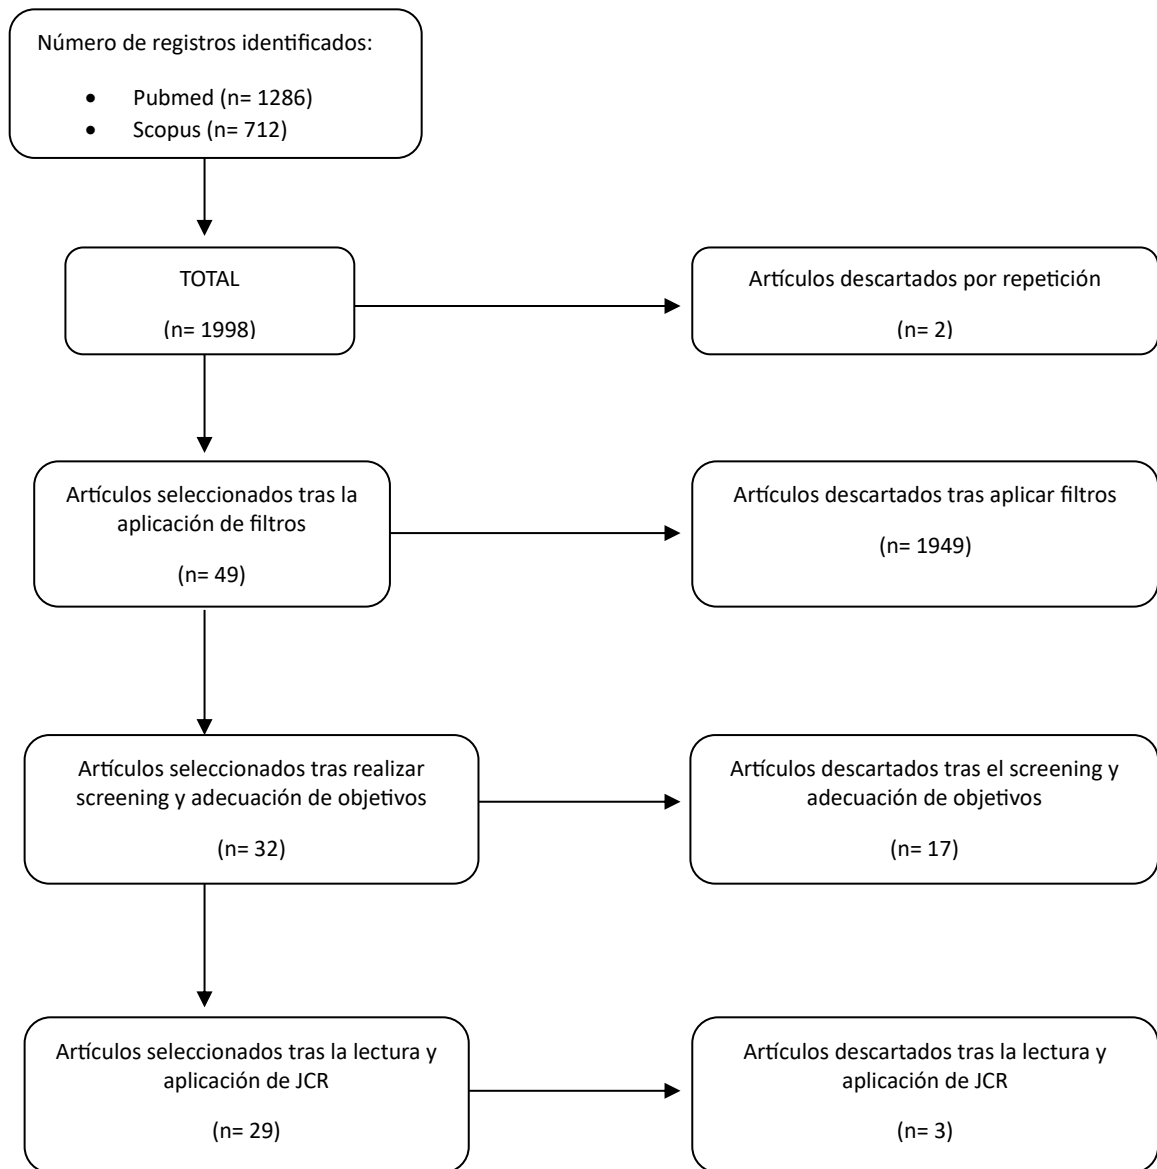 Número de registros identificados:
• Pubmed (n= 1286)
• Scopus (n= 712)
TOTAL
(n= 1998)
Artículos descartados por repetición
(n= 2)
Artículos seleccionados tras la
aplicación de filtros
(n= 49)
Artículos descartados tras aplicar filtros
(n= 1949)
Artículos seleccionados tras realizar
screening y adecuación de objetivos
(n= 32)
Artículos descartados tras el screening y
adecuación de objetivos
(n= 17)
Artículos seleccionados tras la lectura y
aplicación de JCR
(n= 29)
Artículos descartados tras la lectura y
aplicación de JCR
(n= 3)